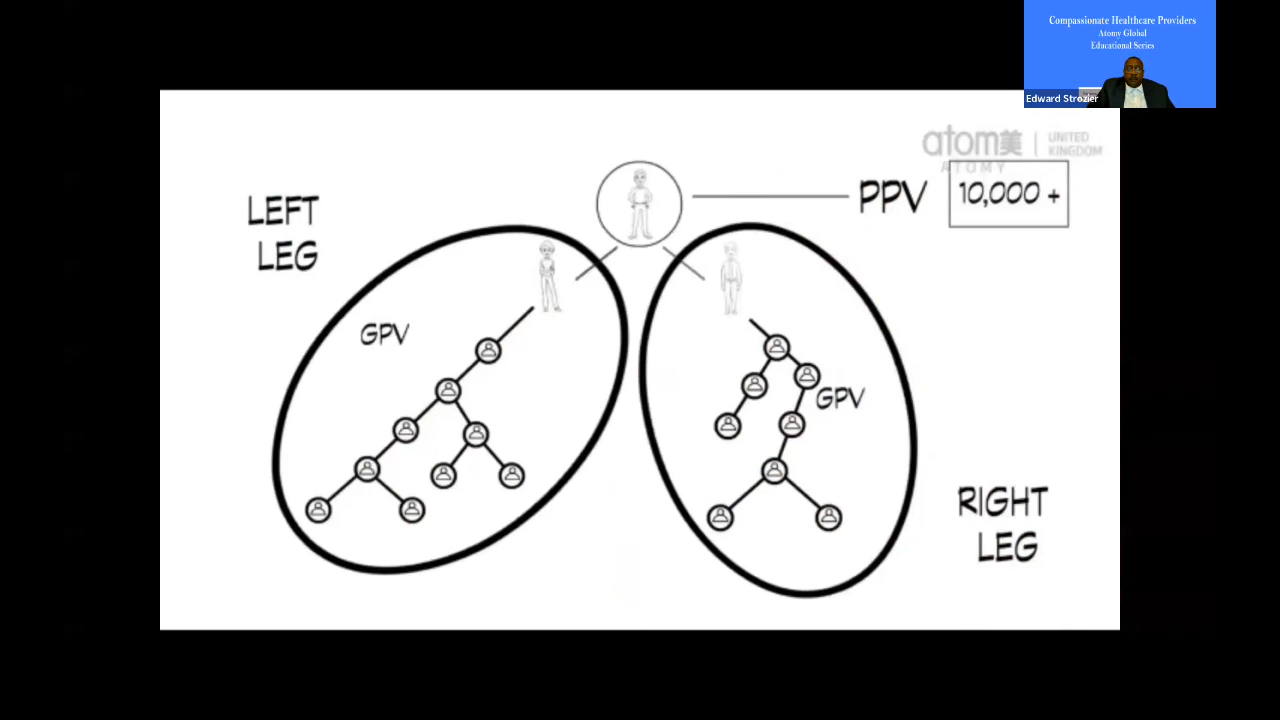 Compassionate Healthcare Providers
Atomy Global
Educational Series
Edward Strozier
atom美 | UNITED KINGDOM
ATOMY
LEFT
LEG
PPV 10,000 +
GPV
GPV
RIGHT
LEG